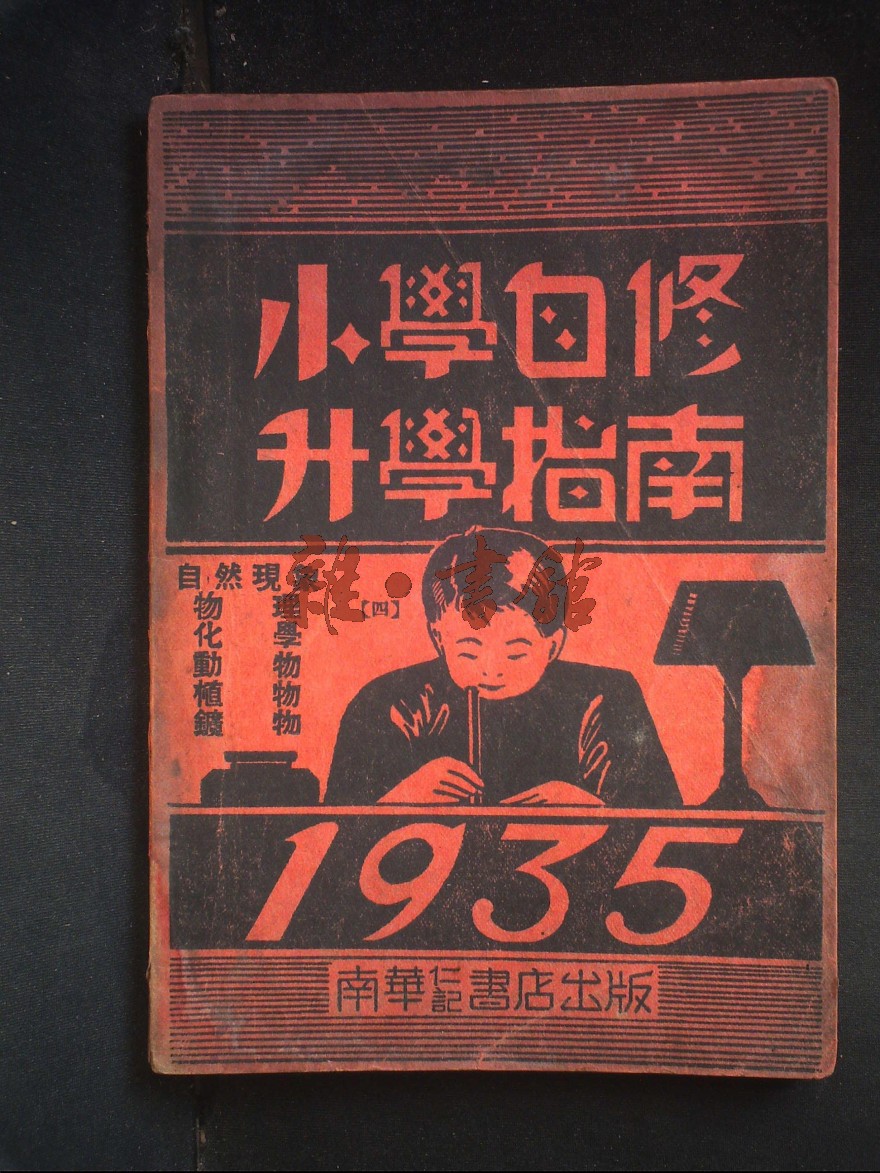 小學自修
升學指南
自然現象
物理
化學
動物
植物
鑛物
【四】
雜·書館
1935
南華仁記書店出版